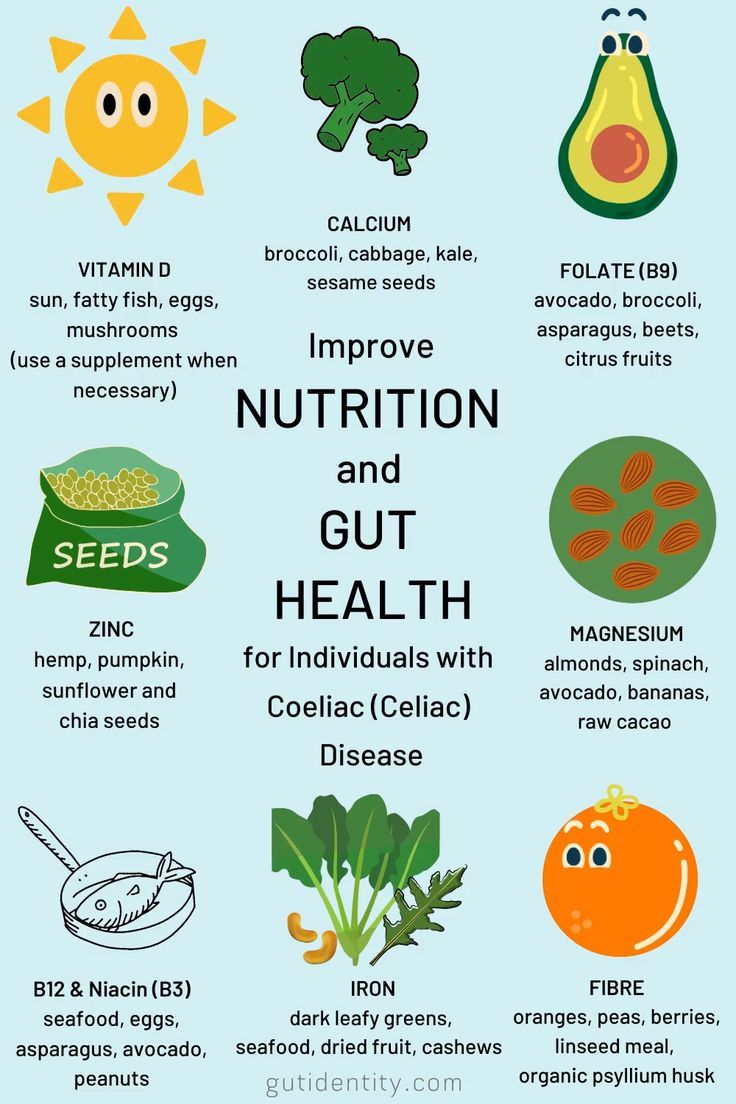 CALCIUM
broccoli, cabbage, kale,
sesame seeds
VITAMIN D
sun, fatty fish, eggs,
mushrooms
(use a supplement when
necessary)
FOLATE (B9)
avocado, broccoli,
asparagus, beets,
citrus fruits
Improve
NUTRITION
and
GUT
HEALTH
for Individuals with
Coeliac (Celiac)
Disease
SEEDS
ZINC
hemp, pumpkin,
sunflower and
chia seeds
MAGNESIUM
almonds, spinach,
avocado, bananas,
raw cacao
B12 & Niacin (B3)
seafood, eggs,
asparagus, avocado,
peanuts
IRON
dark leafy greens,
seafood, dried fruit, cashews
FIBRE
oranges, peas, berries,
linseed meal,
organic psyllium husk
gutidentity.com